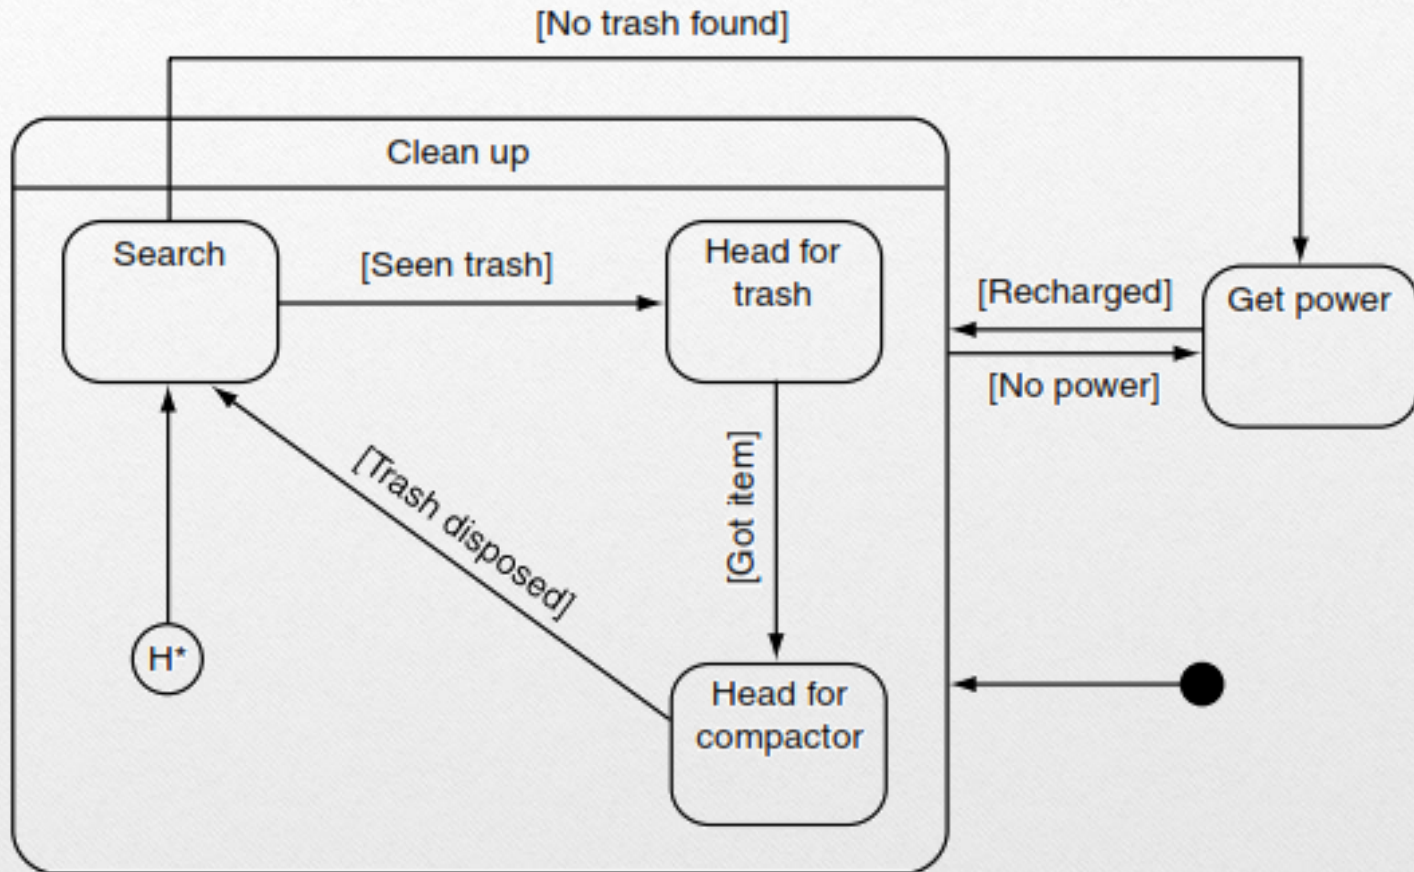 [No trash found]
Clean up
Search
[Seen trash]
Head for
trash
[Recharged]
Get power
[No power]
[Got item]
[Trash disposed]
H*
Head for
compactor